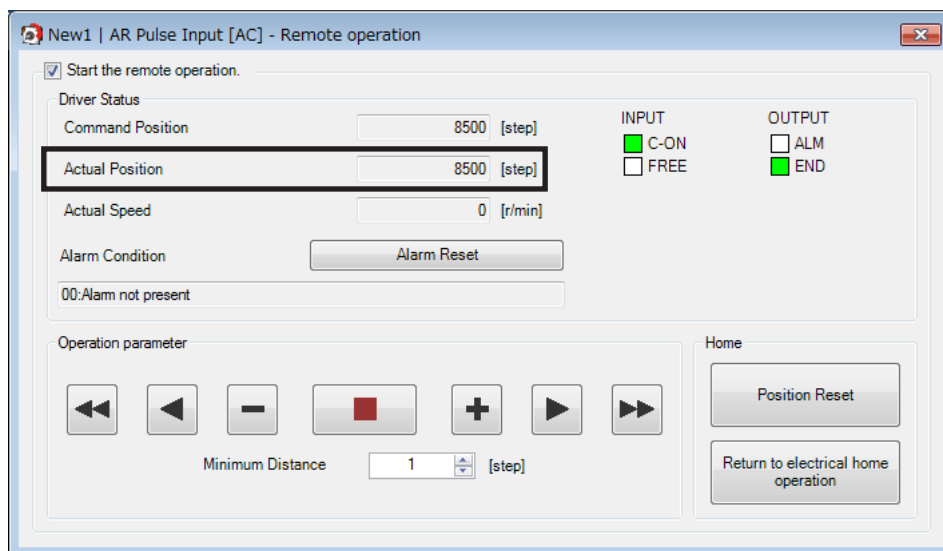 New1 | AR Pulse Input [AC] - Remote operation
Start the remote operation.
Driver Status
Command Position 8500 [step]
Actual Position 8500 [step]
Actual Speed 0 [r/min]
Alarm Condition Alarm Reset
00:Alarm not present
INPUT
C-ON
FREE
OUTPUT
ALM
END
Operation parameter
Minimum Distance 1 [step]
Home
Position Reset
Return to electrical home
operation